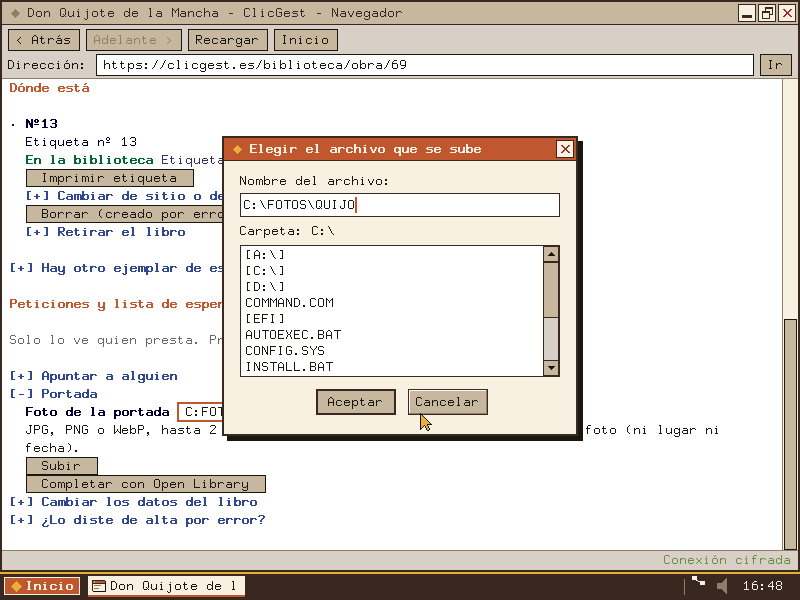 Don Quijote de la Mancha - ClicGest - Navegador
< Atrás
Adelante >
Recargar
Inicio
Dirección:
https://clicgest.es/biblioteca/obra/69
Ir
Dónde está
· Nº13
Etiqueta nº 13
En la biblioteca Etiqueta
Imprimir etiqueta
[+] Cambiar de sitio o de
Borrar (creado por erro
[+] Retirar el libro
[+] Hay otro ejemplar de es
Peticiones y lista de esper
Solo lo ve quien presta. Pr
[+] Apuntar a alguien
[-] Portada
Foto de la portada C:\FOT
JPG, PNG o WebP, hasta 2
foto (ni lugar ni
fecha).
Subir
Completar con Open Library
[+] Cambiar los datos del libro
[+] ¿Lo diste de alta por error?
Elegir el archivo que se sube
Nombre del archivo:
C:\FOTOS\QUIJO
Carpeta: C:\
[A:\]
[C:\]
[D:\]
COMMAND.COM
[EFI]
AUTOEXEC.BAT
CONFIG.SYS
INSTALL.BAT
Aceptar
Cancelar
Conexión cifrada
Inicio
Don Quijote de l
16:48